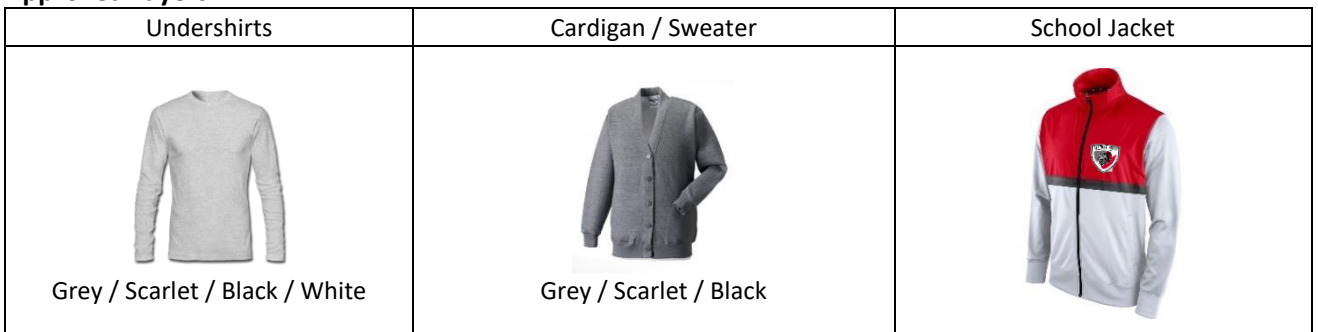 Undershirts
Cardigan / Sweater
School Jacket
Grey / Scarlet / Black / White
Grey / Scarlet / Black